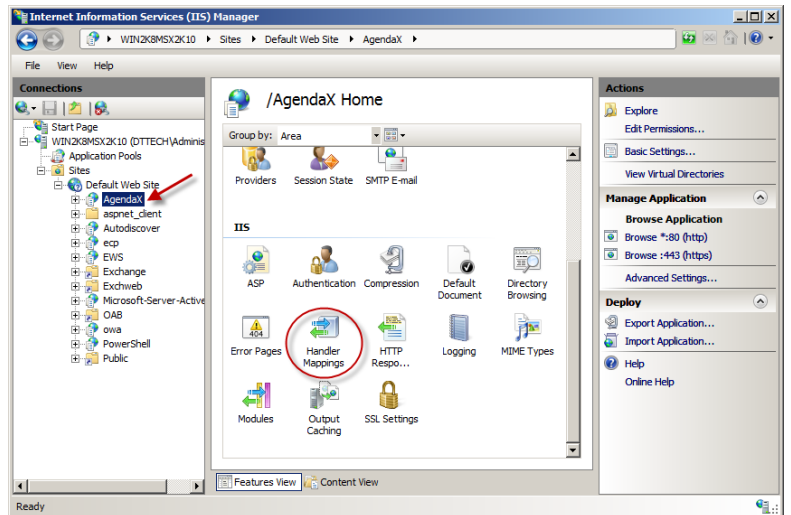 Internet Information Services (IIS) Manager
WIN2K8MSX2K10 Sites Default Web Site AgendaX
File View Help
Connections
Start Page
WIN2K8MSX2K10 (DTTECH\Adminis
Application Pools
Sites
Default Web Site
AgendaX
aspnet_client
Autodiscover
ecp
EWS
Exchange
Exchweb
Microsoft-Server-Active
OAB
owa
PowerShell
Public
/AgendaX Home
Group by: Area
Providers Session State SMTP E-mail
IIS
ASP Authentication Compression Default Document Directory Browsing
404
Error Pages Handler Mappings HTTP Respo... Logging MIME Types
Modules Output Caching SSL Settings
Features View Content View
Actions
Explore
Edit Permissions...
Basic Settings...
View Virtual Directories
Manage Application
Browse Application
Browse *:80 (http)
Browse :443 (https)
Advanced Settings...
Deploy
Export Application...
Import Application...
Help
Online Help
Ready